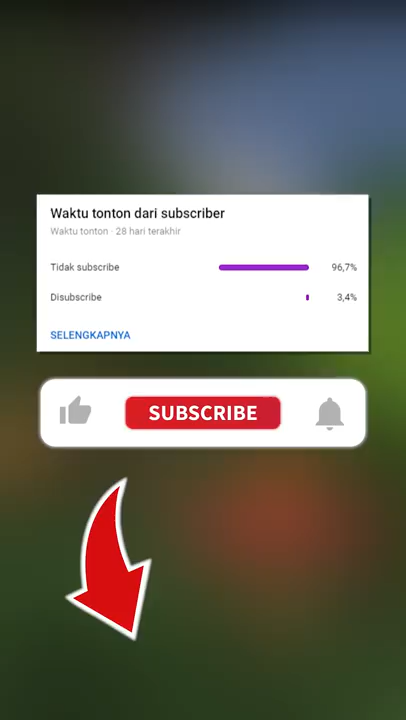 Waktu tonton dari subscriber
Waktu tonton · 28 hari terakhir
Tidak subscribe 96,7%
Disubscribe 3,4%
SELENGKAPNYA
SUBSCRIBE